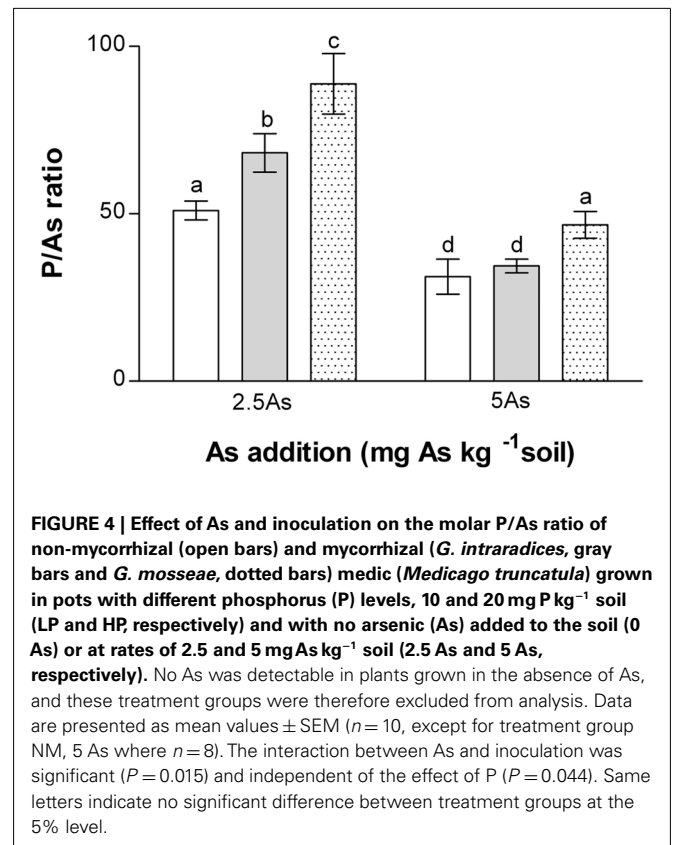 100
50
0
P/As ratio
a
b
c
d
d
a
2.5As
5As
As addition (mg As kg ⁻¹soil)
FIGURE 4 | Effect of As and inoculation on the molar P/As ratio of
non-mycorrhizal (open bars) and mycorrhizal (G. intraradices, gray
bars and G. mosseae, dotted bars) medic (Medicago truncatula) grown
in pots with different phosphorus (P) levels, 10 and 20 mg P kg⁻¹ soil
(LP and HP, respectively) and with no arsenic (As) added to the soil (0
As) or at rates of 2.5 and 5 mg As kg⁻¹ soil (2.5 As and 5 As,
respectively). No As was detectable in plants grown in the absence of As,
and these treatment groups were therefore excluded from analysis. Data
are presented as mean values ± SEM (n = 10, except for treatment group
NM, 5 As where n = 8). The interaction between As and inoculation was
significant (P = 0.015) and independent of the effect of P (P = 0.044). Same
letters indicate no significant difference between treatment groups at the
5% level.